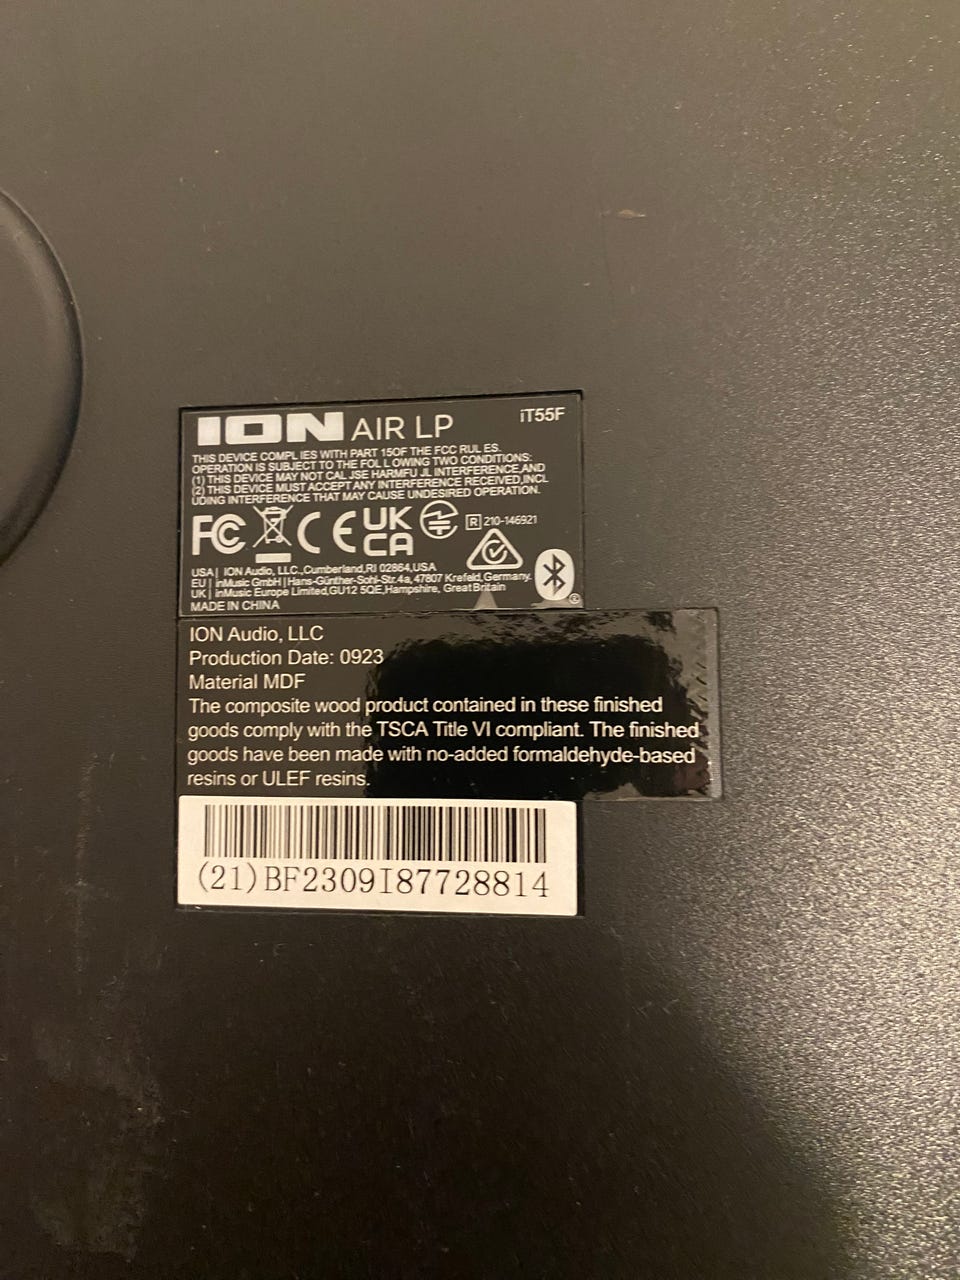 ION AIR LP iT55F
THIS DEVICE COMPL IES WITH PART 15OF THE FCC RUL ES.
OPERATION IS SUBJECT TO THE FOL L OWING TWO CONDITIONS:
(1) THIS DEVICE MAY NOT CAL JSE HARMFU JL INTERFERENCE,AND
(2) THIS DEVICE MUST ACCEPT ANY INTERFERENCE RECEIVED,INCL
UDING INTERFERENCE THAT MAY CAUSE UNDESIRED OPERATION.
FC CE UK CA R 210-146921
USA | ION Audio, LLC.,Cumberland,RI 02864,USA
EU | inMusic GmbH | Hans-Günther-Sohl-Str.4a, 47807 Krefeld,Germany.
UK | inMusic Europe Limited,GU12 5QE,Hampshire, GreatBritain
MADE IN CHINA
ION Audio, LLC
Production Date: 0923
Material MDF
The composite wood product contained in these finished
goods comply with the TSCA Title VI compliant. The finished
goods have been made with no-added formaldehyde-based
resins or ULEF resins.
(21)BF2309I87728814